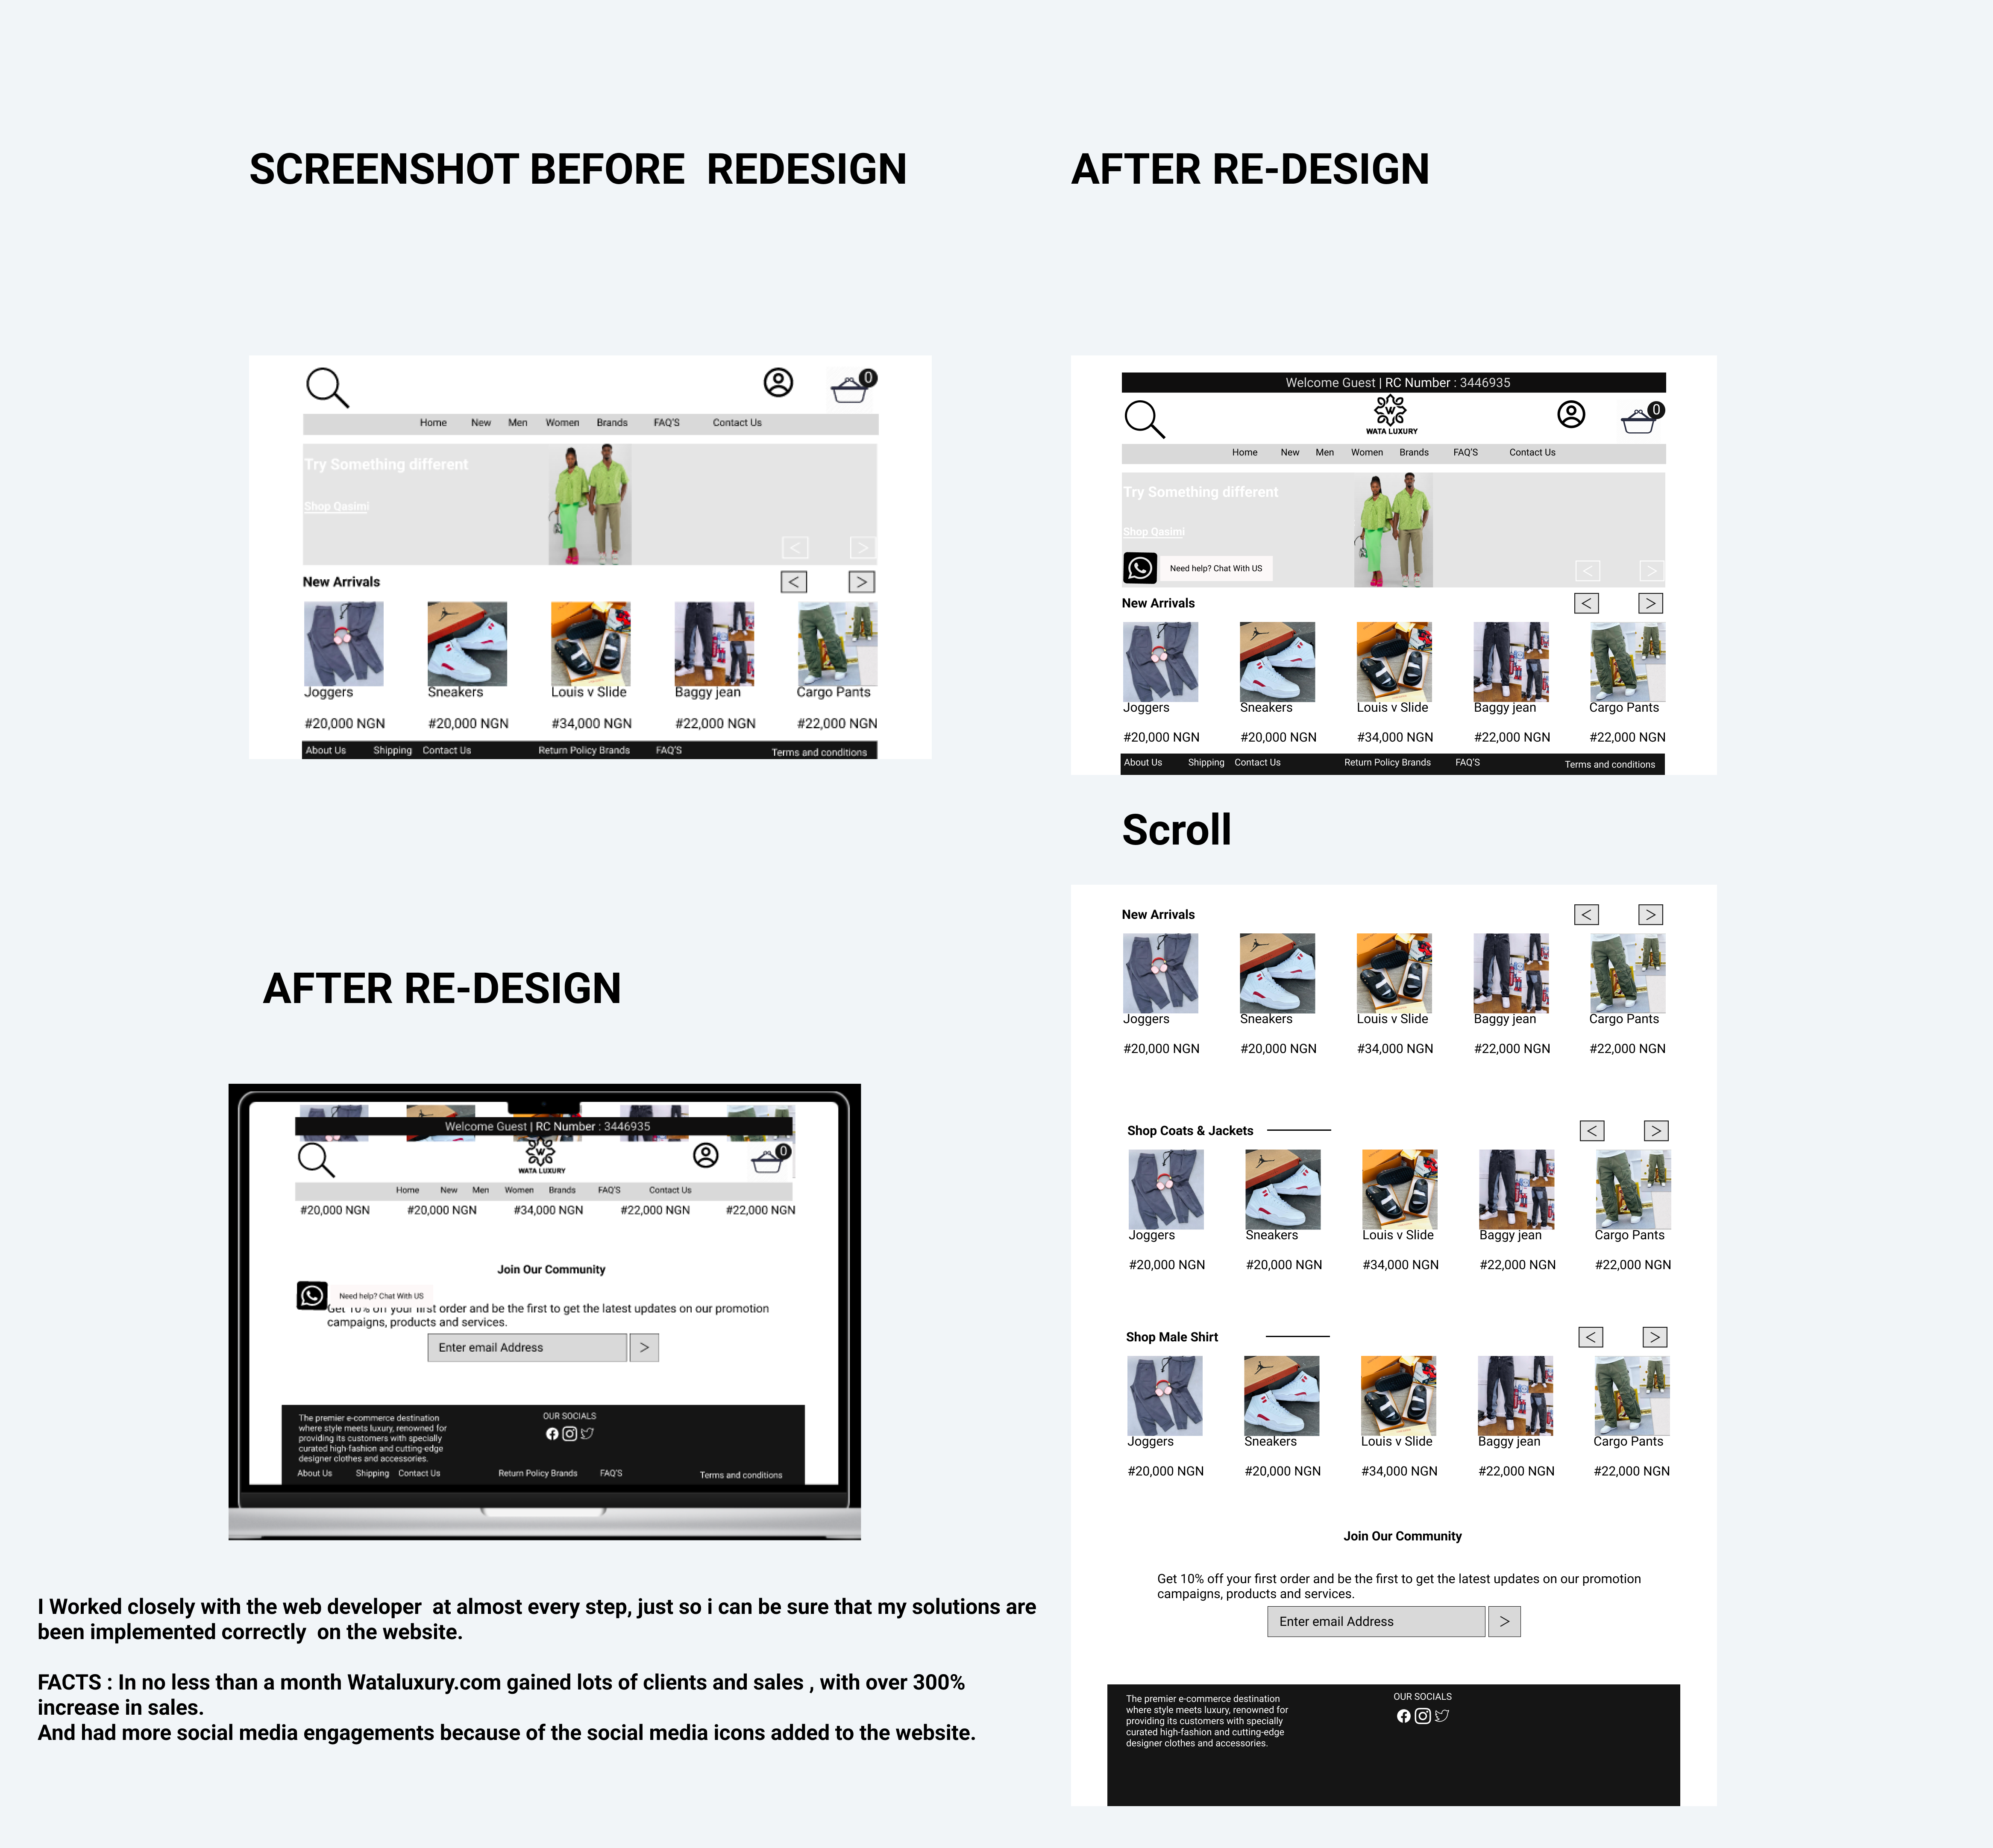 SCREENSHOT BEFORE  REDESIGN
0
Home New Men Women Brands FAQ'S Contact Us
Try Something different
Shop Qasimi
< >
New Arrivals < >
Joggers Sneakers Louis v Slide Baggy jean Cargo Pants
#20,000 NGN #20,000 NGN #34,000 NGN #22,000 NGN #22,000 NGN
About Us Shipping Contact Us Return Policy Brands FAQ'S Terms and conditions
AFTER RE-DESIGN
Welcome Guest | RC Number : 3446935
W
WATA LUXURY
0
Home New Men Women Brands FAQ'S Contact Us
Try Something different
Shop Qasimi
Need help? Chat With US
< >
New Arrivals < >
Joggers Sneakers Louis v Slide Baggy jean Cargo Pants
#20,000 NGN #20,000 NGN #34,000 NGN #22,000 NGN #22,000 NGN
About Us Shipping Contact Us Return Policy Brands FAQ'S Terms and conditions
Scroll
New Arrivals < >
Joggers Sneakers Louis v Slide Baggy jean Cargo Pants
#20,000 NGN #20,000 NGN #34,000 NGN #22,000 NGN #22,000 NGN
Shop Coats & Jackets < >
Joggers Sneakers Louis v Slide Baggy jean Cargo Pants
#20,000 NGN #20,000 NGN #34,000 NGN #22,000 NGN #22,000 NGN
Shop Male Shirt < >
Joggers Sneakers Louis v Slide Baggy jean Cargo Pants
#20,000 NGN #20,000 NGN #34,000 NGN #22,000 NGN #22,000 NGN
Join Our Community
Get 10% off your first order and be the first to get the latest updates on our promotion
campaigns, products and services.
Enter email Address >
The premier e-commerce destination
where style meets luxury, renowned for
providing its customers with specially
curated high-fashion and cutting-edge
designer clothes and accessories.
OUR SOCIALS
AFTER RE-DESIGN
Welcome Guest | RC Number : 3446935
W
WATA LUXURY
0
Home New Men Women Brands FAQ'S Contact Us
#20,000 NGN #20,000 NGN #34,000 NGN #22,000 NGN #22,000 NGN
Join Our Community
Need help? Chat With US
Get 10% off your first order and be the first to get the latest updates on our promotion
campaigns, products and services.
Enter email Address >
The premier e-commerce destination
where style meets luxury, renowned for
providing its customers with specially
curated high-fashion and cutting-edge
designer clothes and accessories.
OUR SOCIALS
About Us Shipping Contact Us Return Policy Brands FAQ'S Terms and conditions
I Worked closely with the web developer  at almost every step, just so i can be sure that my solutions are
been implemented correctly  on the website.
FACTS : In no less than a month Wataluxury.com gained lots of clients and sales , with over 300%
increase in sales.
And had more social media engagements because of the social media icons added to the website.